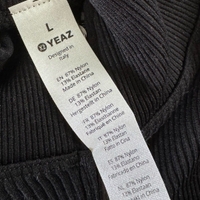 L
YEAZ
Designed in
Italy
EN 87% Nylon
13% Elastane
Made in China
DE 87% Nylon
13% Elastan
Hergestellt in China
FR 87% Nylon
13% Elasthanne
Fabriqué en Chine
IT 87% Nylon
13% Elastan
Fatto in Cina
ES 87% Nylon
13% Elastano
Fabricado en China
NL 87% Nylon
13% Elastaan